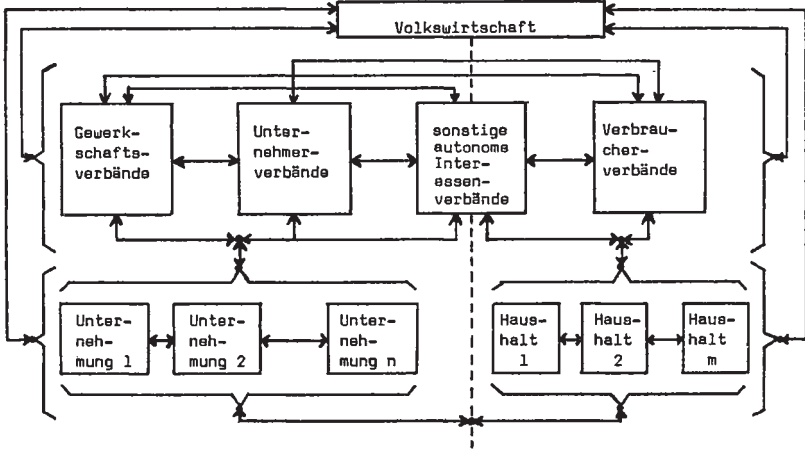 Volkswirtschaft
Gewerk-
schafts-
verbände
Unter-
nehmer-
verbände
sonstige
autonome
Inter-
essen-
verbände
Verbrau-
cher-
verbände
Unter-
neh-
mung 1
Unter-
neh-
mung 2
Unter-
neh-
mung n
Haus-
halt
1
Haus-
halt
2
Haus-
halt
m